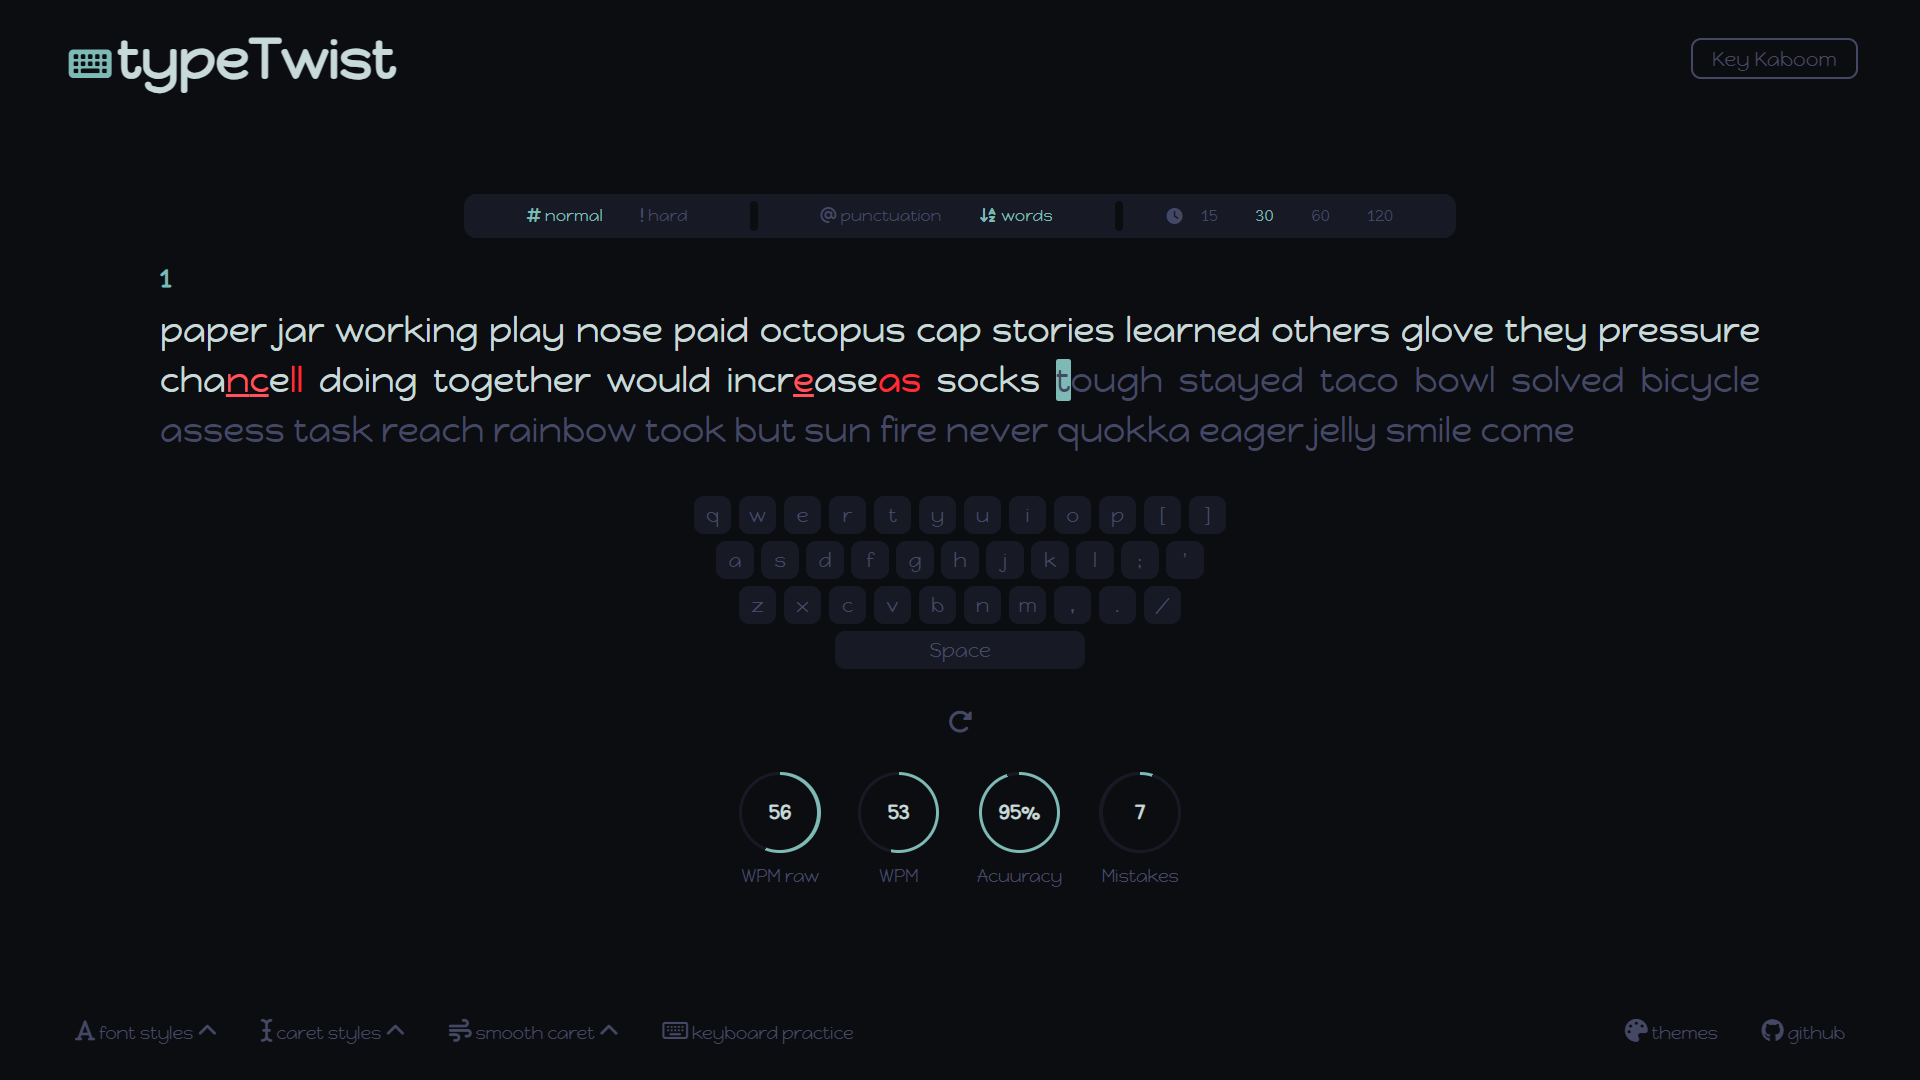 typeTwist
Key Kaboom
# normal ! hard @ punctuation words 15 30 60 120
1
paper jar working play nose paid octopus cap stories learned others glove they pressure
chancell doing together would increaseas socks tough stayed taco bowl solved bicycle
assess task reach rainbow took but sun fire never quokka eager jelly smile come
q w e r t y u i o p [ ]
a s d f g h j k l ; '
z x c v b n m , . /
Space
56 53 95% 7
WPM raw WPM Acuuracy Mistakes
font styles caret styles smooth caret keyboard practice themes github